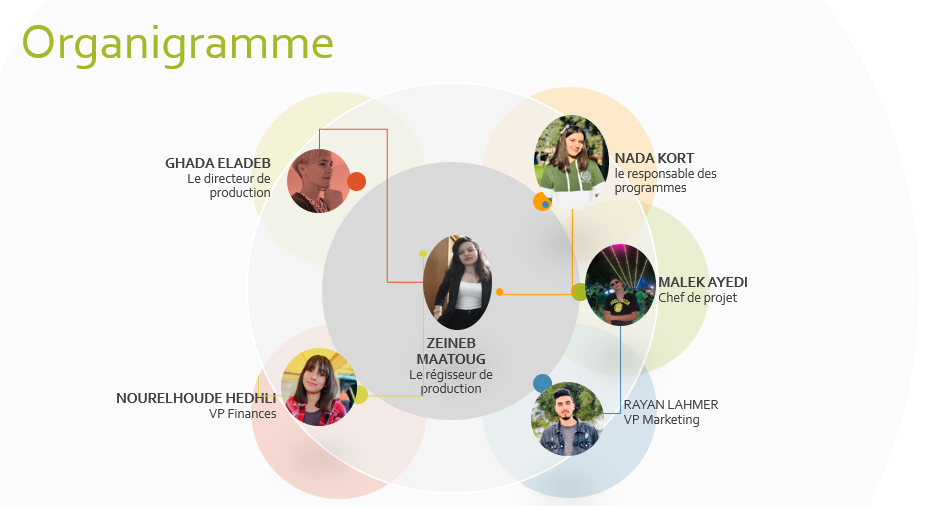 Organigramme
GHADA ELADEB
Le directeur de
production
NADA KORT
le responsable des
programmes
MALEK AYEDI
Chef de projet
ZEINEB
MAATOUG
Le régisseur de
production
NOURELHOUDE HEDHLI
VP Finances
RAYAN LAHMER
VP Marketing